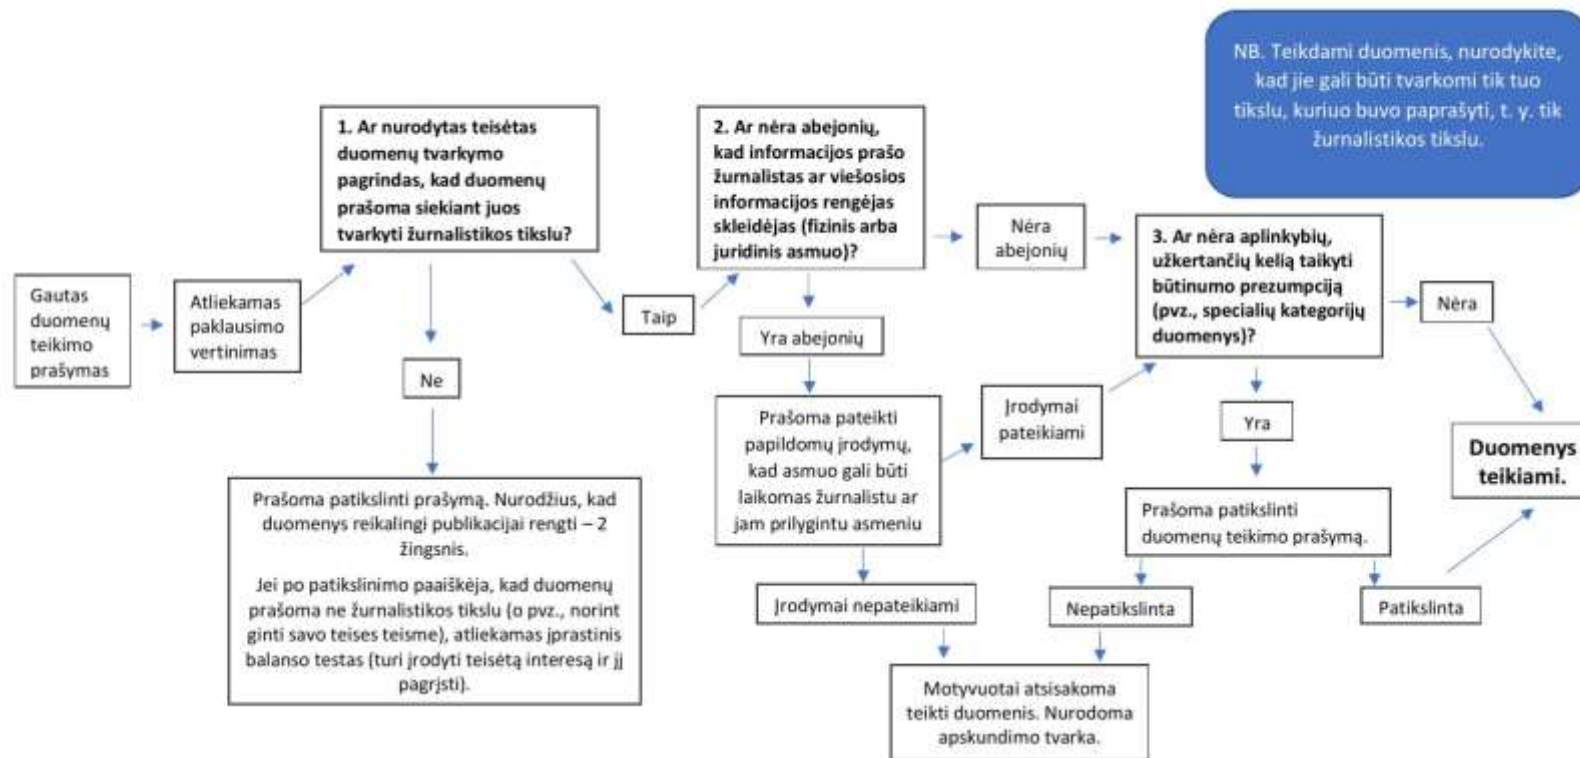 NB. Teikdami duomenis, nurodykite,
kad jie gali būti tvarkomi tik tuo
tikslu, kuriuo buvo paprašyti, t. y. tik
žurnalistikos tikslu.
Gautas
duomenų
teikimo
prašymas
Atliekamas
paklausimo
vertinimas
1. Ar nurodytas teisėtas
duomenų tvarkymo
pagrindas, kad duomenų
prašoma siekiant juos
tvarkyti žurnalistikos tikslu?
Ne
Prašoma patikslinti prašymą. Nurodžius, kad
duomenys reikalingi publikacijai rengti – 2
žingsnis.
Jei po patikslinimo paaiškėja, kad duomenų
prašoma ne žurnalistikos tikslu (o pvz., norint
ginti savo teises teisme), atliekamas įprastinis
balanso testas (turi įrodyti teisėtą interesą ir jį
pagrįsti).
Taip
2. Ar nėra abejonių,
kad informacijos prašo
žurnalistas ar viešosios
informacijos rengėjas
skleidėjas (fizinis arba
juridinis asmuo)?
Nėra
abejonių
Yra abejonių
Prašoma pateikti
papildomų įrodymų,
kad asmuo gali būti
laikomas žurnalistu ar
jam prilygintu asmeniu
Įrodymai
pateikiami
Įrodymai nepateikiami
3. Ar nėra aplinkybių,
užkertančių kelią taikyti
būtinumo prezumpciją
(pvz., specialių kategorijų
duomenys)?
Nėra
Yra
Prašoma patikslinti
duomenų teikimo prašymą.
Nepatikslinta
Patikslinta
Duomenys
teikiami.
Motyvuotai atsisakoma
teikti duomenis. Nurodoma
apskundimo tvarka.